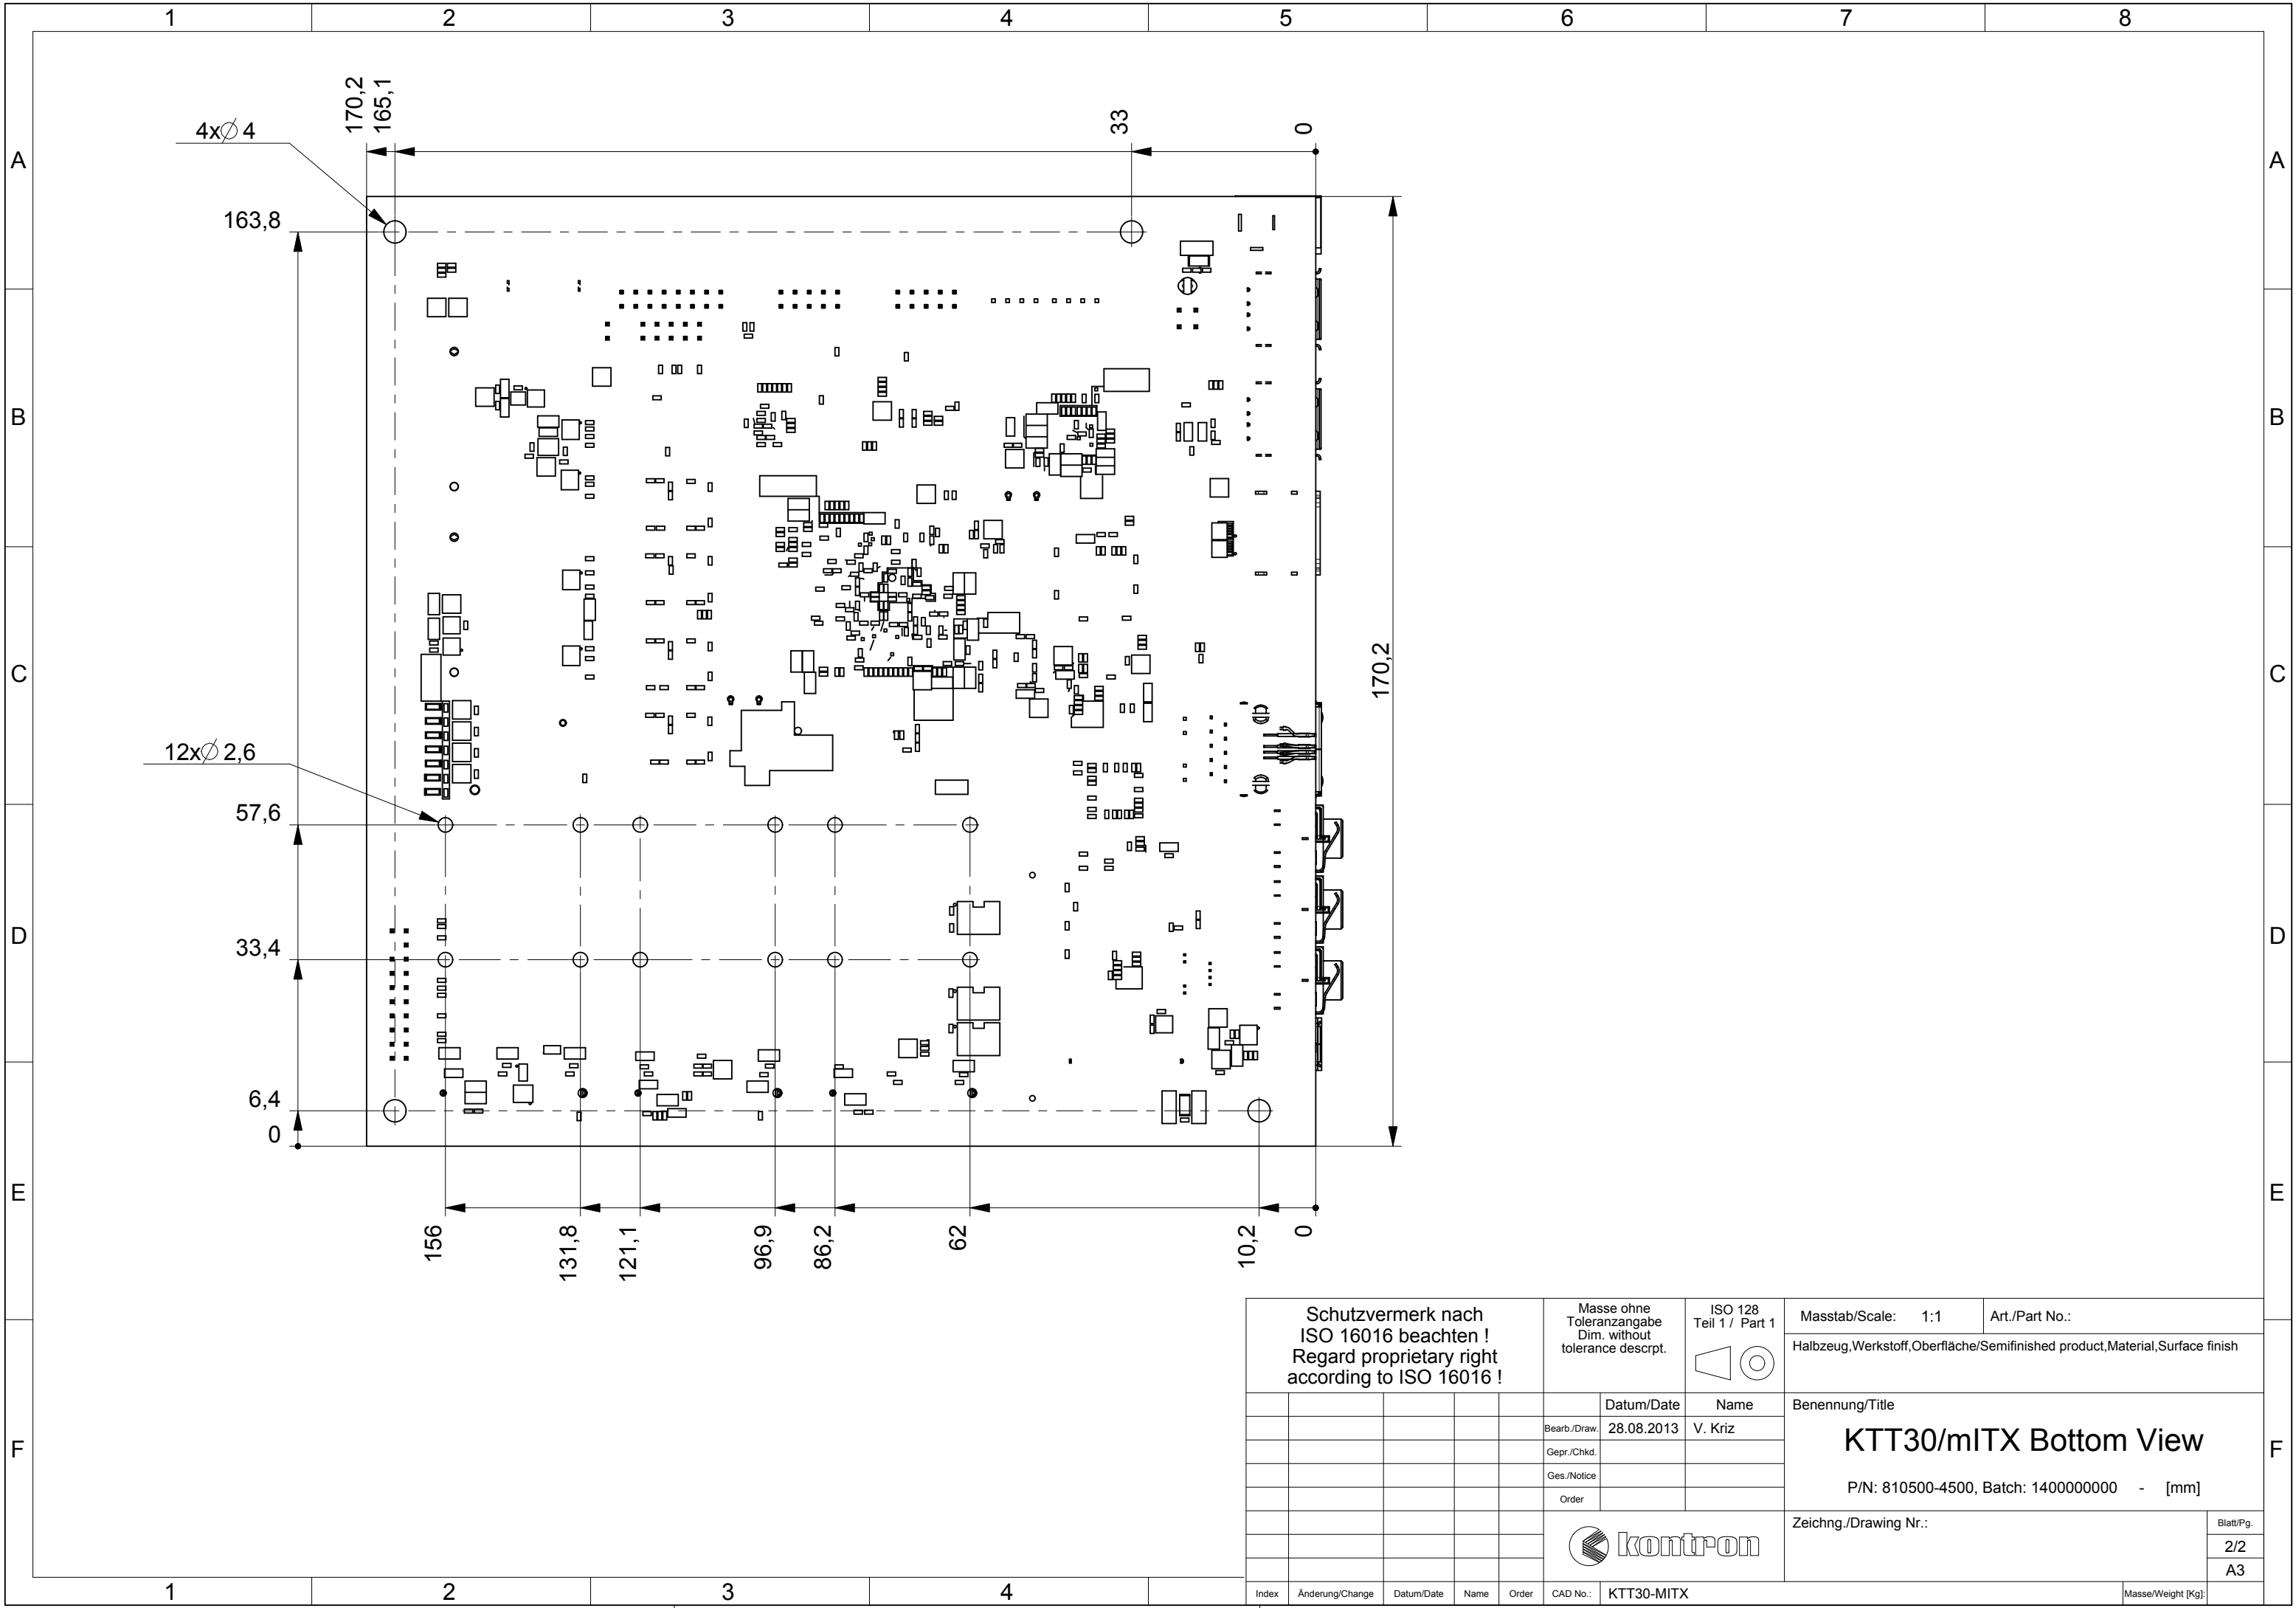 1 2 3 4 5 6 7 8
A A
B B
C C
D D
E E
F F
170,2
165,1
33
0
4xØ 4
163,8
170,2
12xØ 2,6
57,6
33,4
6,4
0
156
131,8
121,1
96,9
86,2
62
10,2
0
Schutzvermerk nach
ISO 16016 beachten !
Regard proprietary right
according to ISO 16016 !
Masse ohne
Toleranzangabe
Dim. without
tolerance descrpt.
ISO 128
Teil 1 / Part 1
Masstab/Scale: 1:1
Art./Part No.:
Halbzeug,Werkstoff,Oberfläche/Semifinished product,Material,Surface finish
Datum/Date Name
Bearb./Draw. 28.08.2013 V. Kriz
Gepr./Chkd.
Ges./Notice
Order
Benennung/Title
KTT30/mITX Bottom View
P/N: 810500-4500, Batch: 1400000000 - [mm]
kontron
Zeichng./Drawing Nr.:
Blatt/Pg.
2/2
A3
Index Änderung/Change Datum/Date Name Order CAD No.: KTT30-MITX Masse/Weight [Kg]:
1 2 3 4